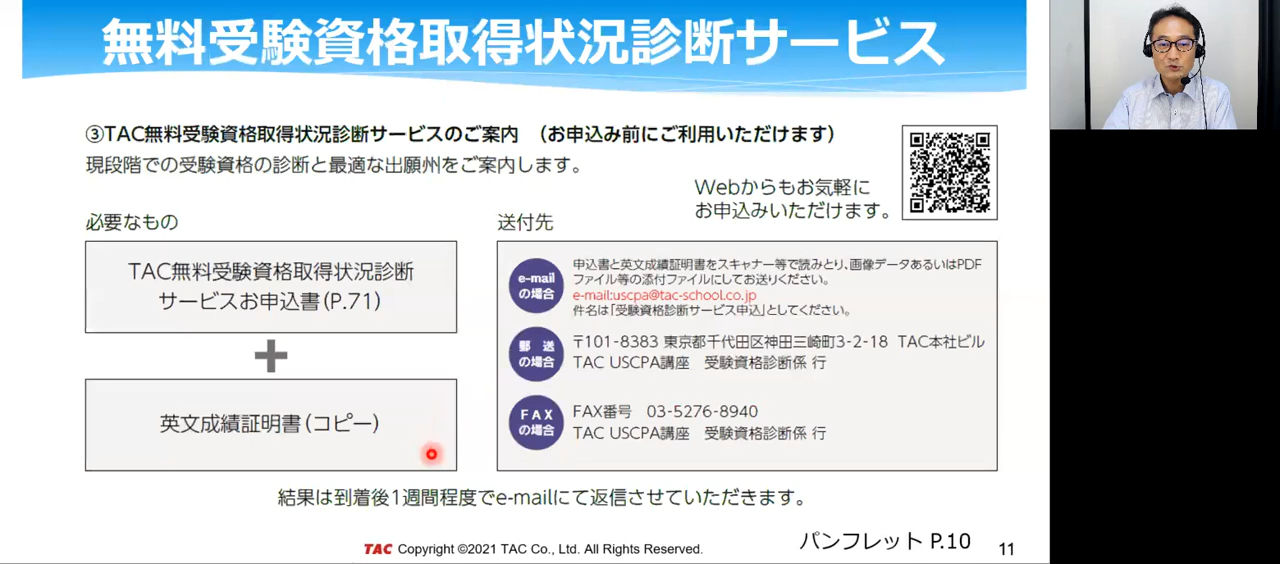 無料受験資格取得状況診断サービス
③TAC無料受験資格取得状況診断サービスのご案内 （お申込み前にご利用いただけます）
現段階での受験資格の診断と最適な出願州をご案内します。
Webからもお気軽に
お申込みいただけます。
必要なもの
TAC無料受験資格取得状況診断
サービスお申込書(P.71)
+
英文成績証明書(コピー)
送付先
e-mail
の場合
申込書と英文成績証明書をスキャナー等で読みとり、画像データあるいはPDF
ファイル等の添付ファイルにしてお送りください。
e-mail:uscpa@tac-school.co.jp
件名は「受験資格診断サービス申込」としてください。
郵 送
の場合
〒101-8383 東京都千代田区神田三崎町3-2-18 TAC本社ビル
TAC USCPA講座 受験資格診断係 行
FAX
の場合
FAX番号 03-5276-8940
TAC USCPA講座 受験資格診断係 行
結果は到着後1週間程度でe-mailにて返信させていただきます。
TAC Copyright ©2021 TAC Co., Ltd. All Rights Reserved.
パンフレット P.10
11